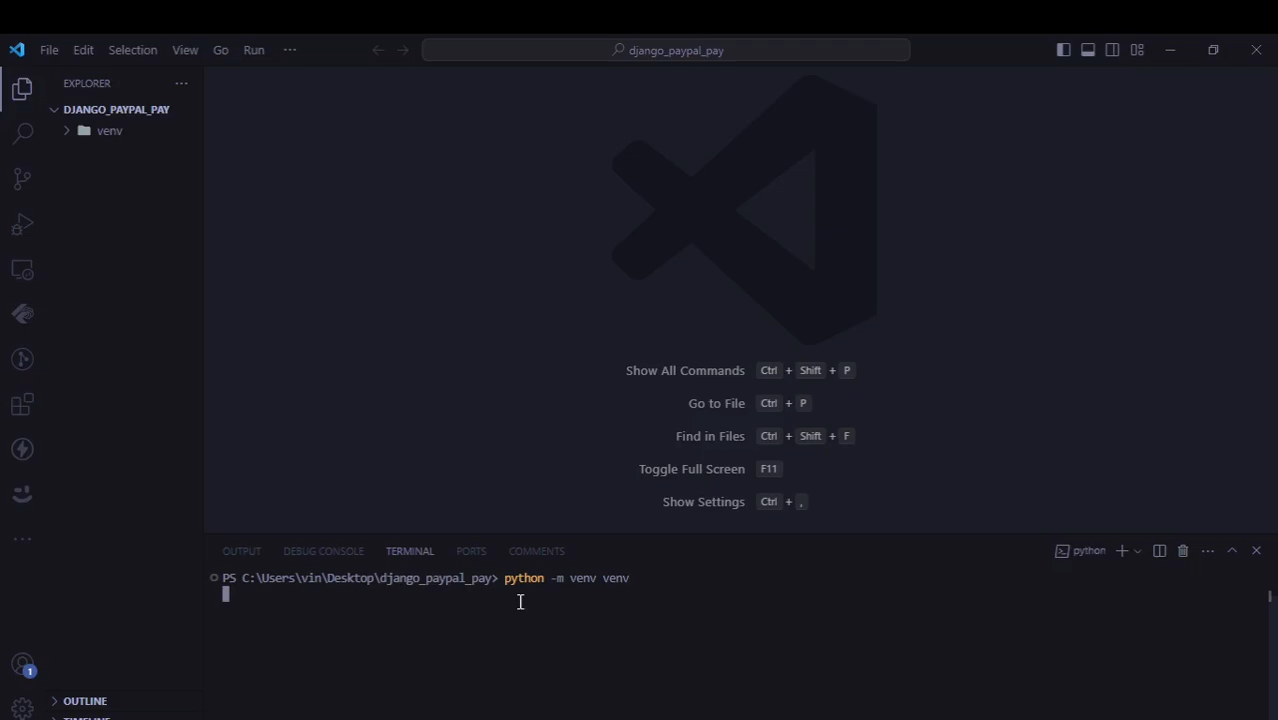 File Edit Selection View Go Run ···
django_paypal_pay
EXPLORER ···
DJANGO_PAYPAL_PAY
venv
Show All Commands Ctrl + Shift + P
Go to File Ctrl + P
Find in Files Ctrl + Shift + F
Toggle Full Screen F11
Show Settings Ctrl + ,
OUTPUT DEBUG CONSOLE TERMINAL PORTS COMMENTS python
PS C:\Users\vin\Desktop\django_paypal_pay> python -m venv venv
1
OUTLINE
TIMELINE